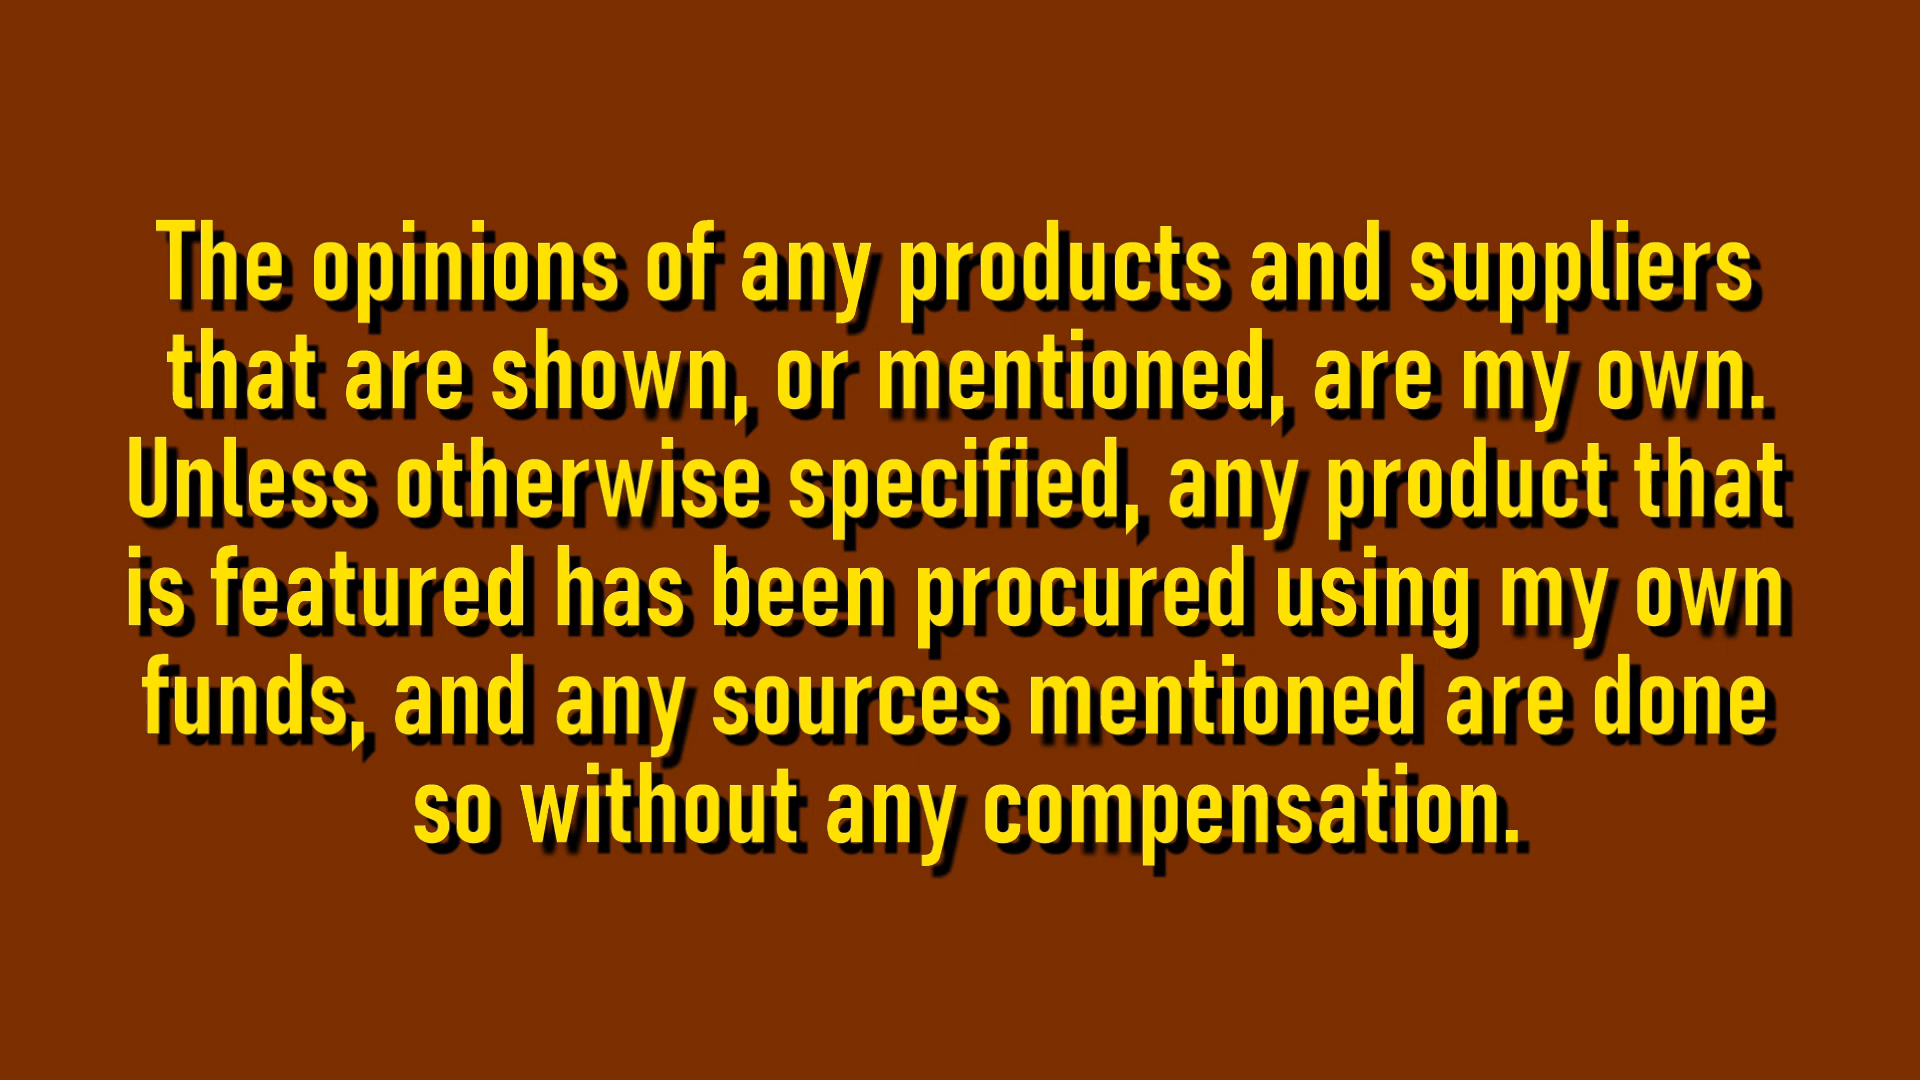 The opinions of any products and suppliers
that are shown, or mentioned, are my own.
Unless otherwise specified, any product that
is featured has been procured using my own
funds, and any sources mentioned are done
so without any compensation.